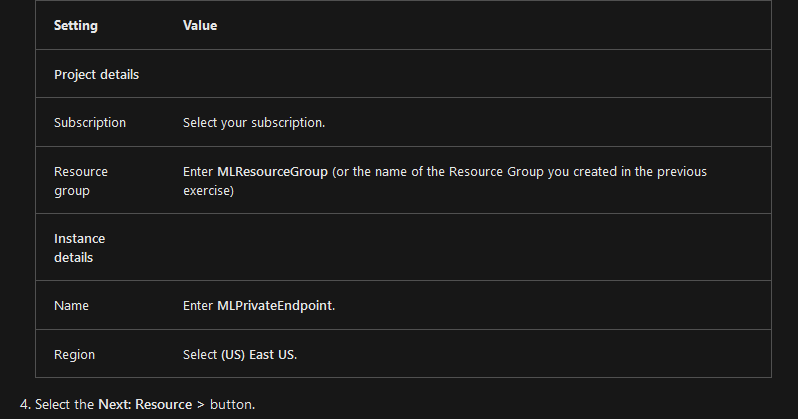 Setting Value
Project details
Subscription Select your subscription.
Resource group Enter MLResourceGroup (or the name of the Resource Group you created in the previous exercise)
Instance details
Name Enter MLPrivateEndpoint.
Region Select (US) East US.
4. Select the Next: Resource > button.